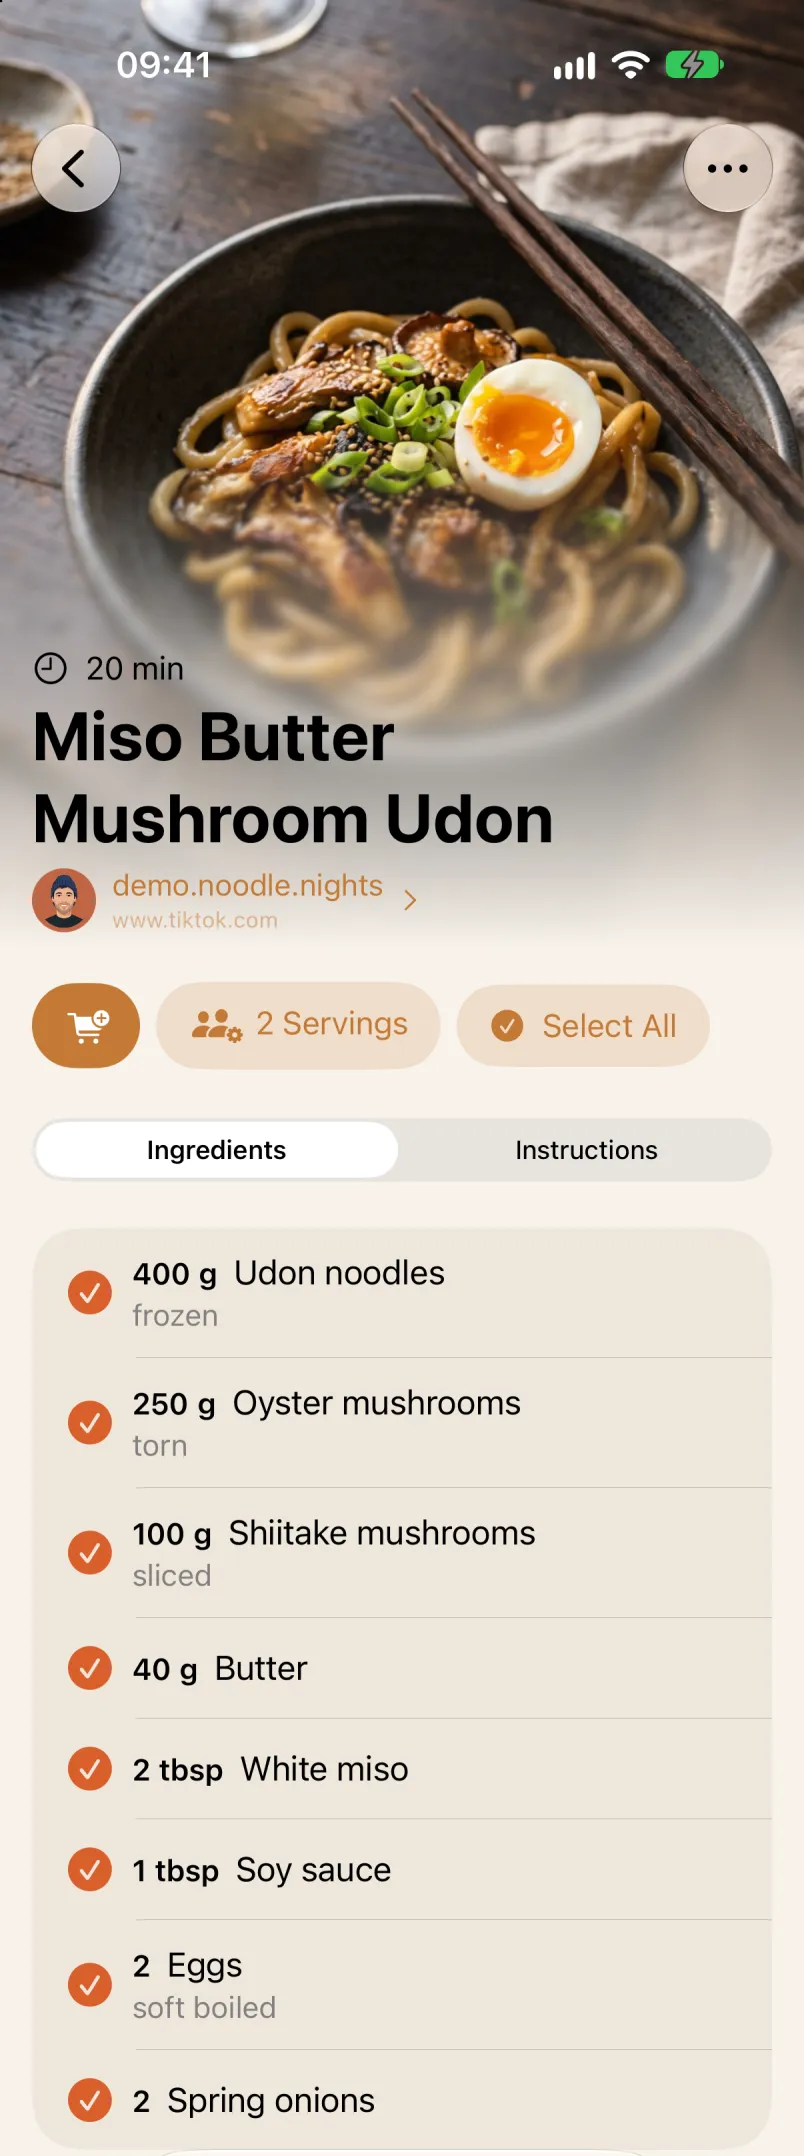 09:41
20 min
Miso Butter
Mushroom Udon
demo.noodle.nights
www.tiktok.com
2 Servings
Select All
Ingredients
Instructions
400 g Udon noodles
frozen
250 g Oyster mushrooms
torn
100 g Shiitake mushrooms
sliced
40 g Butter
2 tbsp White miso
1 tbsp Soy sauce
2 Eggs
soft boiled
2 Spring onions